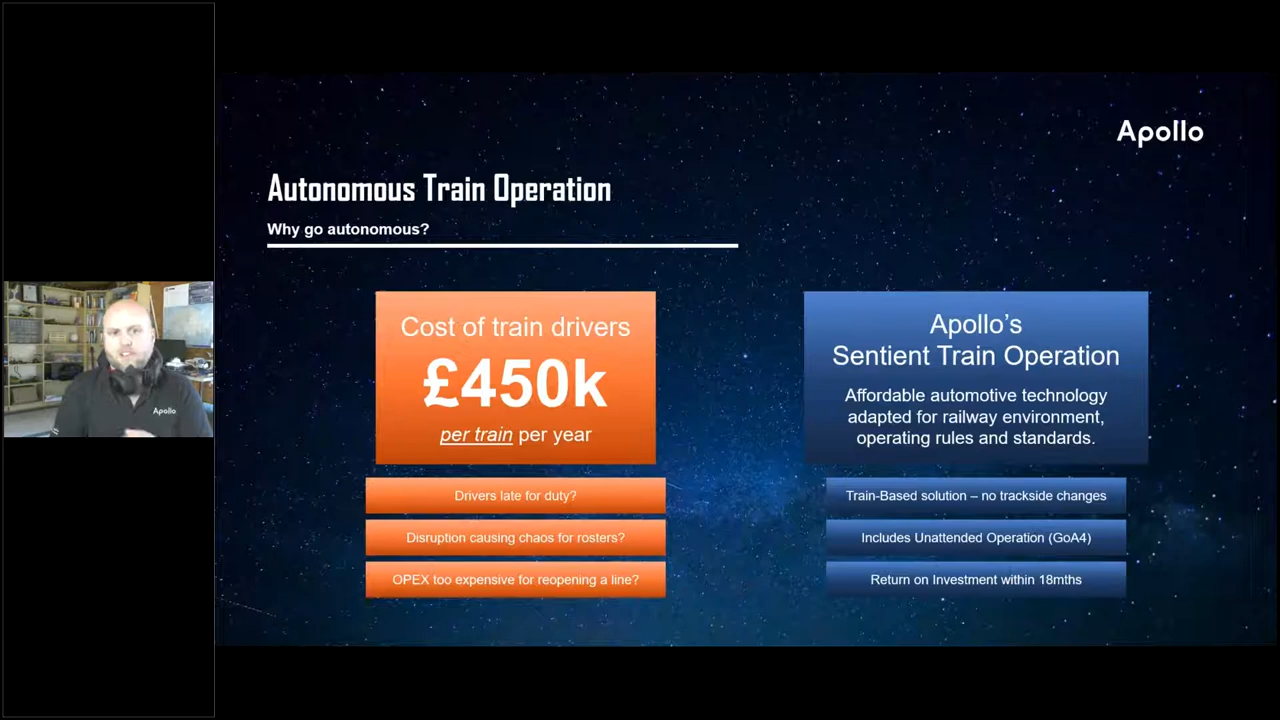 Apollo
Autonomous Train Operation
Why go autonomous?
Cost of train drivers
£450k
per train per year
Drivers late for duty?
Disruption causing chaos for rosters?
OPEX too expensive for reopening a line?
Apollo's
Sentient Train Operation
Affordable automotive technology
adapted for railway environment,
operating rules and standards.
Train-Based solution – no trackside changes
Includes Unattended Operation (GoA4)
Return on Investment within 18mths
Apollo